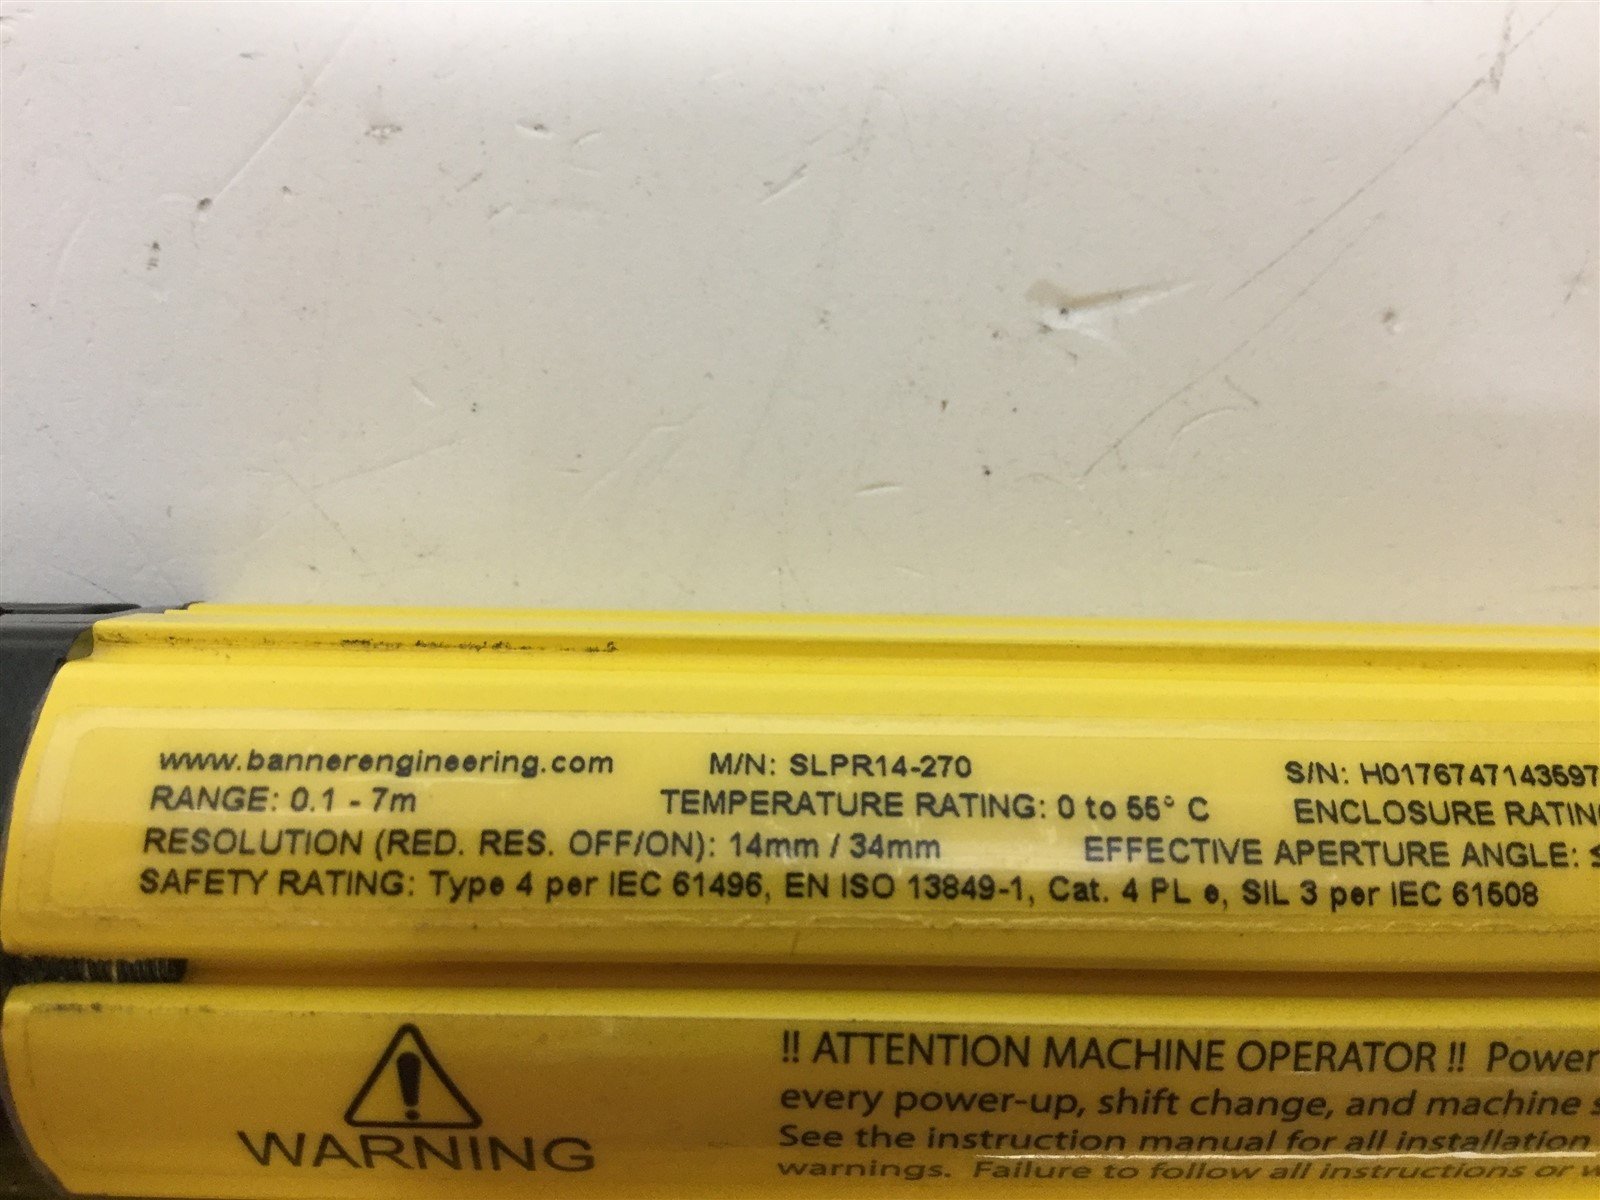 www.bannerengineering.com M/N: SLPR14-270 S/N: H0176747143597
RANGE: 0.1 - 7m TEMPERATURE RATING: 0 to 55° C ENCLOSURE RATIN
RESOLUTION (RED. RES. OFF/ON): 14mm / 34mm EFFECTIVE APERTURE ANGLE: ≤
SAFETY RATING: Type 4 per IEC 61496, EN ISO 13849-1, Cat. 4 PL e, SIL 3 per IEC 61508
WARNING
!! ATTENTION MACHINE OPERATOR !! Power
every power-up, shift change, and machine s
See the instruction manual for all installation
warnings. Failure to follow all instructions or w